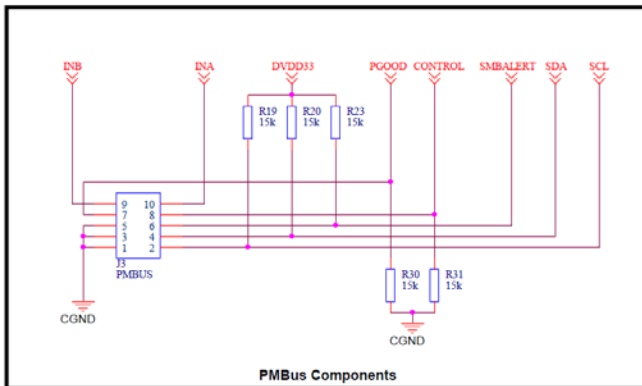 INB INA DVDD33 PGOOD CONTROL SMBALERT SDA SCL
R19 R20 R23
15k 15k 15k
9 10
7 8
5 6
3 4
1 2
J3
PMBUS
R30 R31
15k 15k
CGND
CGND
PMBus Components